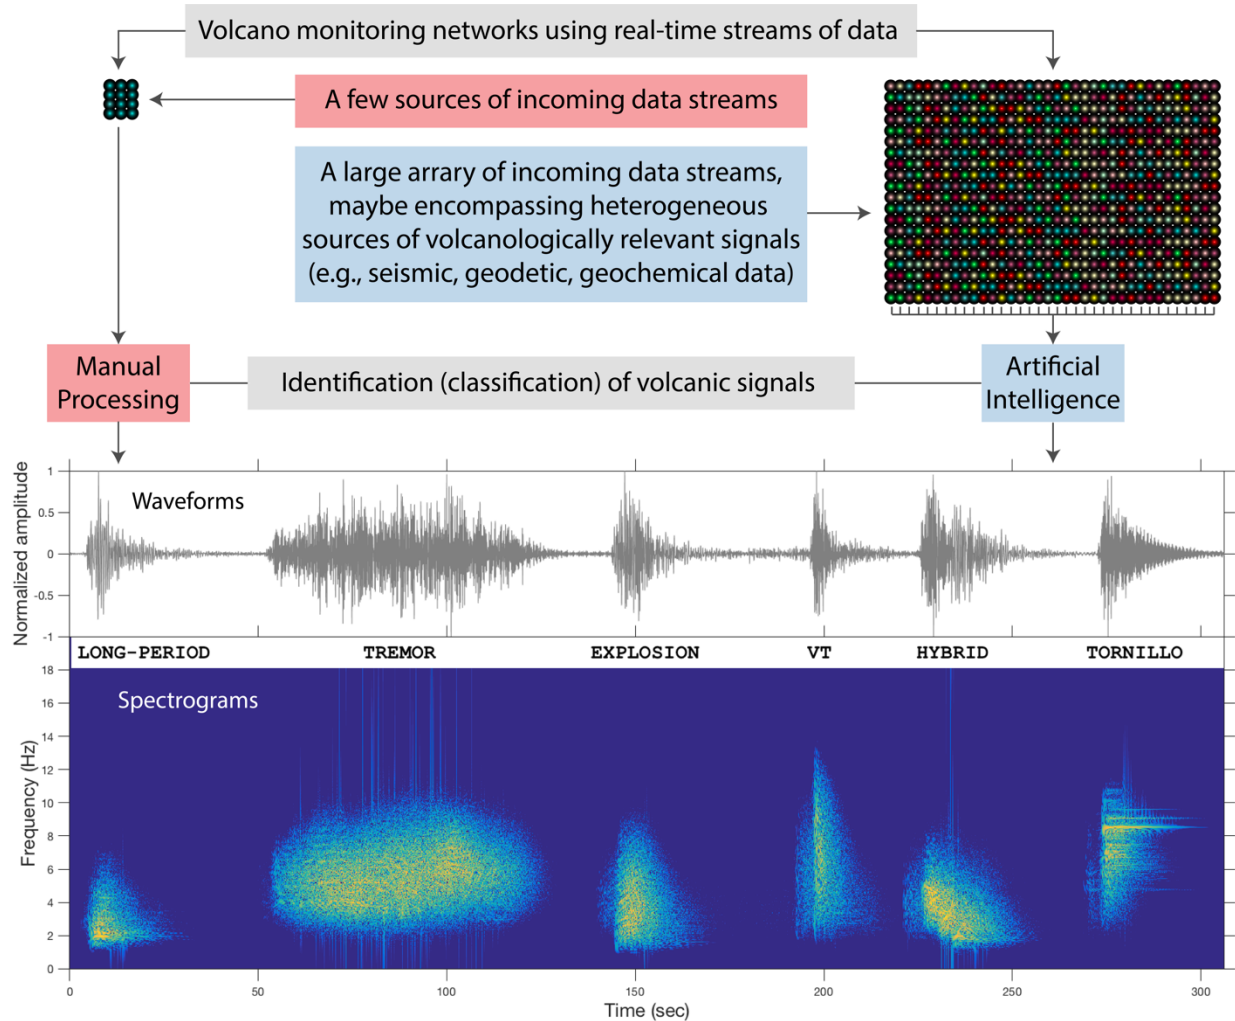 Volcano monitoring networks using real-time streams of data
A few sources of incoming data streams
A large arrary of incoming data streams,
maybe encompassing heterogeneous
sources of volcanologically relevant signals
(e.g., seismic, geodetic, geochemical data)
Manual
Processing
Identification (classification) of volcanic signals
Artificial
Intelligence
Normalized amplitude
1
0.5
0
-0.5
-1
Waveforms
LONG-PERIOD TREMOR EXPLOSION VT HYBRID TORNILLO
Spectrograms
Frequency (Hz)
18
16
14
12
10
8
6
4
2
0
0 50 100 150 200 250 300
Time (sec)